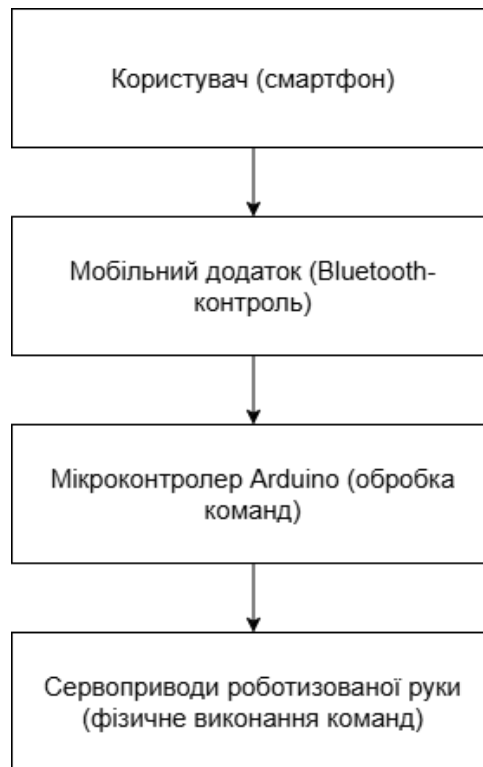 Користувач (смартфон)
Мобільний додаток (Bluetooth-
контроль)
Мікроконтролер Arduino (обробка
команд)
Сервоприводи роботизованої руки
(фізичне виконання команд)